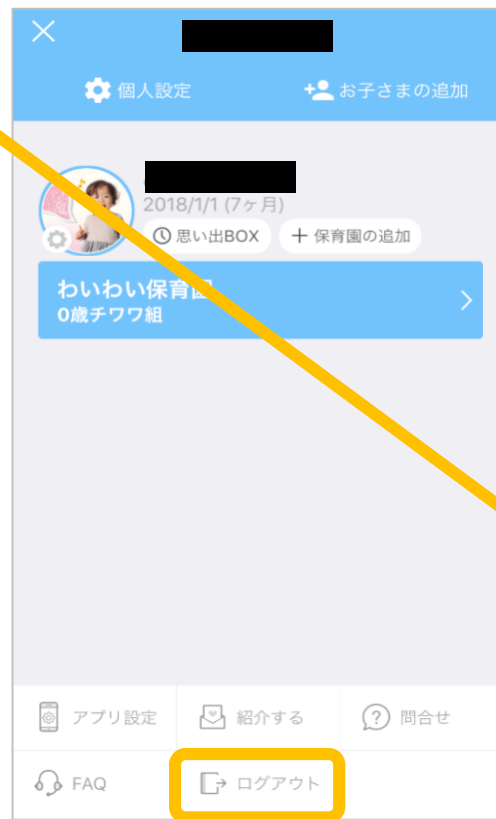 個人設定
お子さまの追加
2018/1/1 (7ヶ月)
思い出BOX
保育園の追加
わいわい保育園
0歳チワワ組
アプリ設定
紹介する
問合せ
FAQ
ログアウト